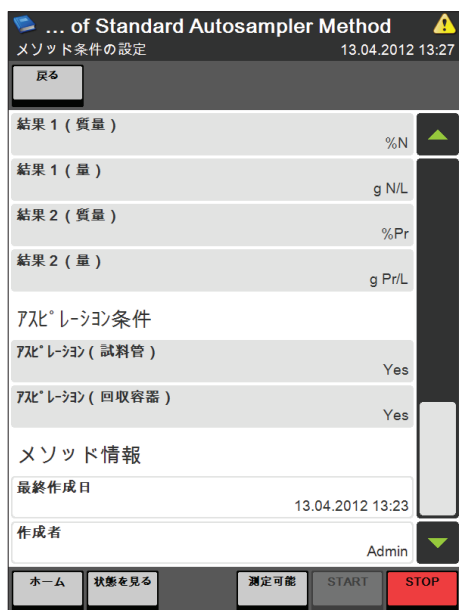 ... of Standard Autosampler Method
メソッド条件の設定 13.04.2012 13:27
戻る
結果1(質量)
%N
結果1(量)
g N/L
結果2(質量)
%Pr
結果2(量)
g Pr/L
ｱｽﾋﾟﾚｰｼｮﾝ条件
ｱｽﾋﾟﾚｰｼｮﾝ(試料管)
Yes
ｱｽﾋﾟﾚｰｼｮﾝ(回収容器)
Yes
メソッド情報
最終作成日
13.04.2012 13:23
作成者
Admin
ホーム 状態を見る 測定可能 START STOP